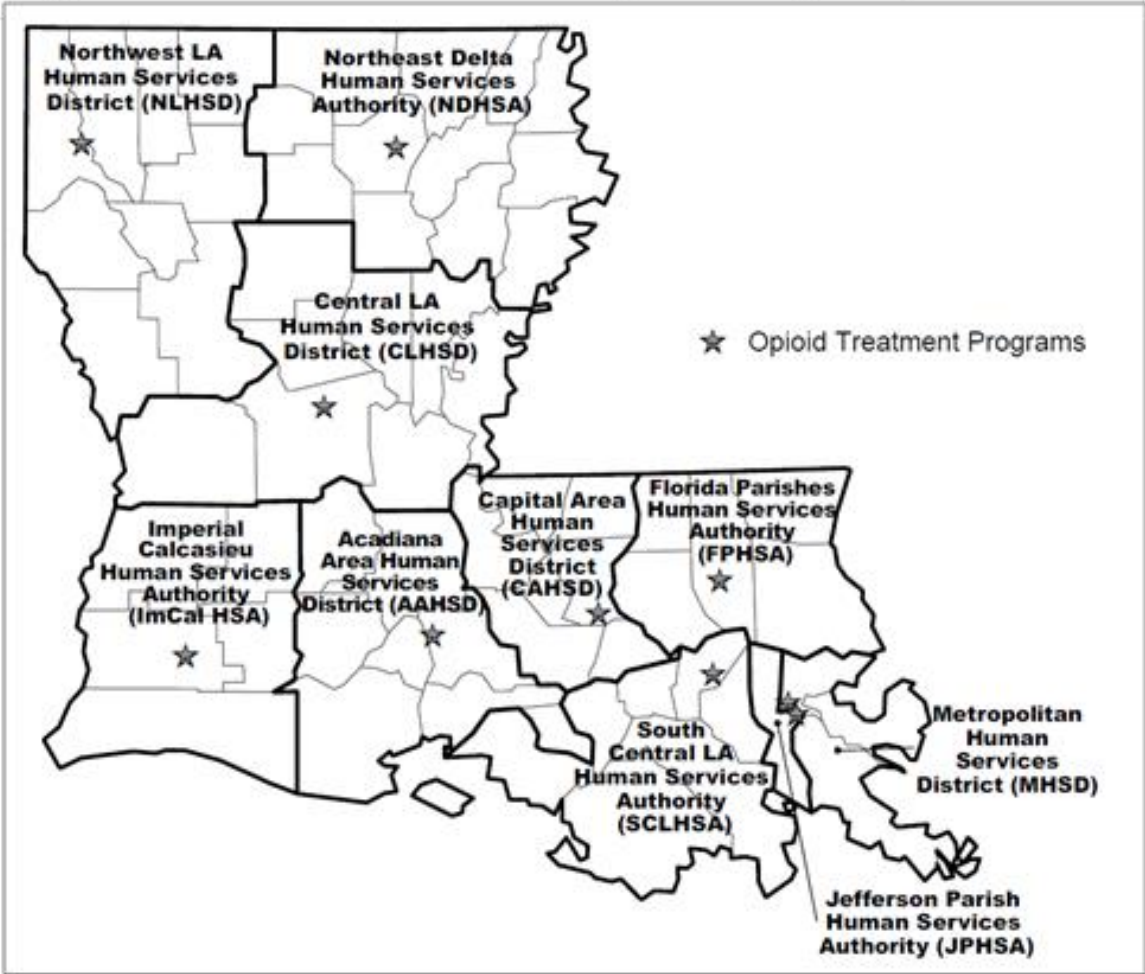 Northwest LA
Human Services
District (NLHSD)
Northeast Delta
Human Services
Authority (NDHSA)
Central LA
Human Services
District (CLHSD)
Opioid Treatment Programs
Imperial
Calcasieu
Human Services
Authority
(ImCal HSA)
Acadiana
Area Human
Services
District (AAHSD)
Capital Area
Human
Services
District
(CAHSD)
Florida Parishes
Human Services
Authority
(FPHSA)
South
Central LA
Human Services
Authority
(SCLHSA)
Metropolitan
Human
Services
District (MHSD)
Jefferson Parish
Human Services
Authority (JPHSA)